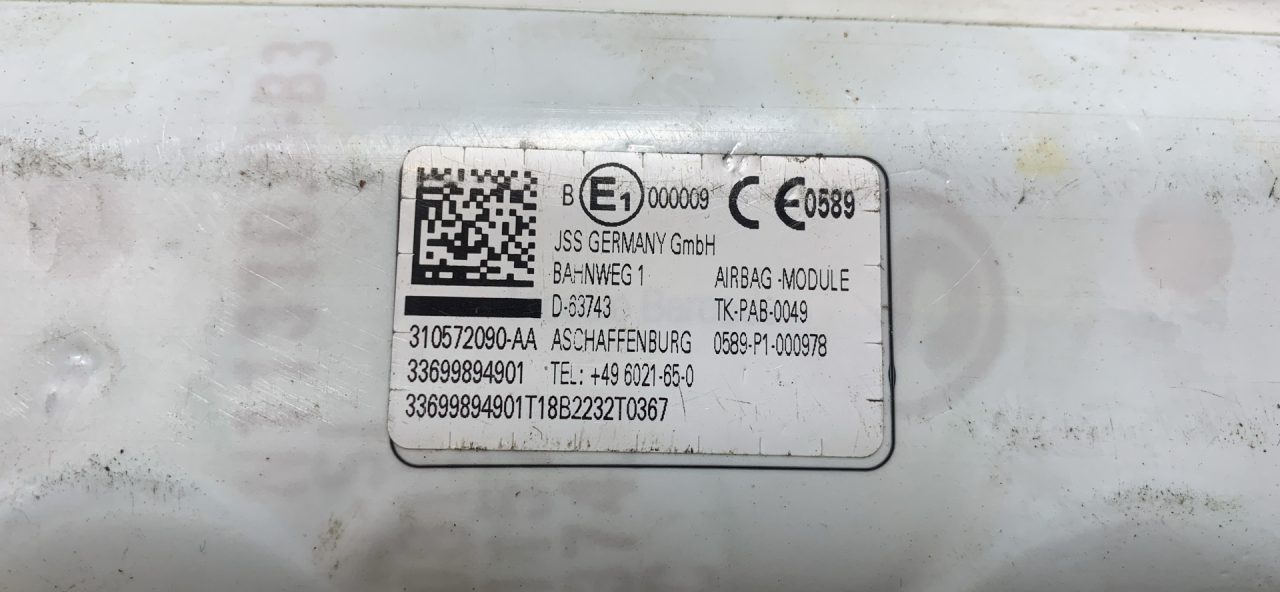 B E1 000009 CE 0589
JSS GERMANY GmbH
BAHNWEG 1 AIRBAG -MODULE
D-63743 TK-PAB-0049
310572090-AA ASCHAFFENBURG 0589-P1-000978
33699894901 TEL: +49 6021-65-0
33699894901T18B2232T0367